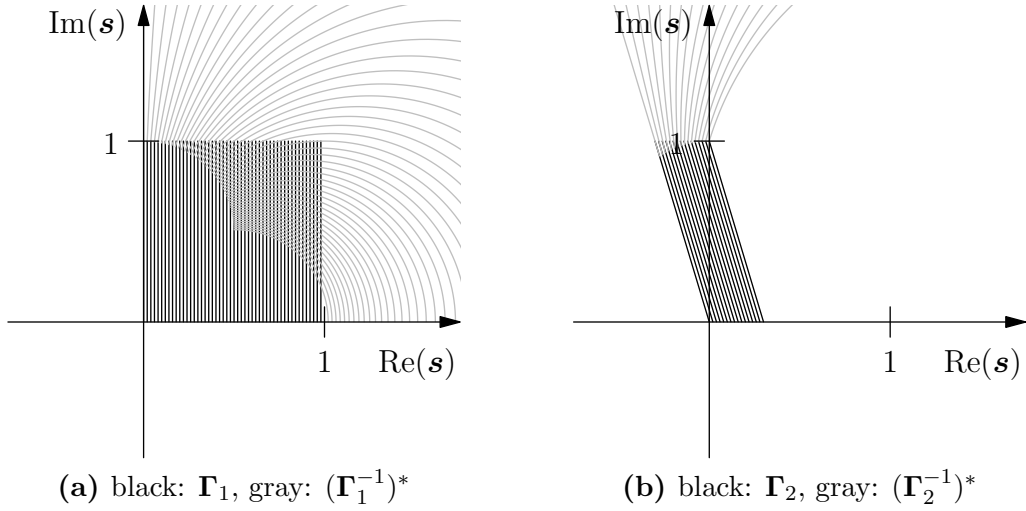 Im(s)
1
1
Re(s)
(a) black: Γ₁, gray: (Γ₁⁻¹)*
Im(s)
1
1
Re(s)
(b) black: Γ₂, gray: (Γ₂⁻¹)*